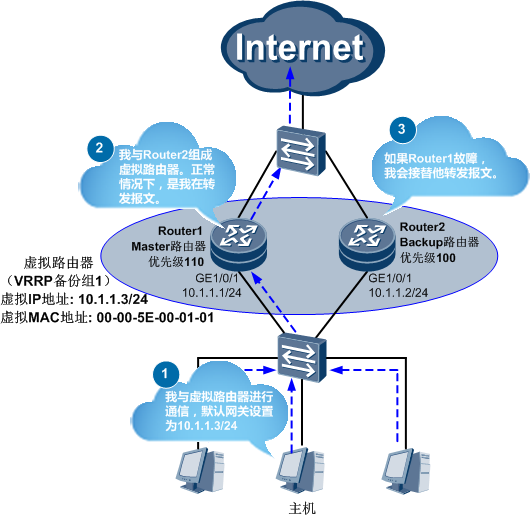 Internet
2
我与Router2组成
虚拟路由器。正常
情况下，是我在转
发报文。
3
如果Router1故障，
我会接替他转发报文。
Router1
Master路由器
优先级110
Router2
Backup路由器
优先级100
GE1/0/1
10.1.1.1/24
GE1/0/1
10.1.1.2/24
虚拟路由器
（VRRP备份组1）
虚拟IP地址: 10.1.1.3/24
虚拟MAC地址: 00-00-5E-00-01-01
1
我与虚拟路由器进行
通信，默认网关设置
为10.1.1.3/24
主机